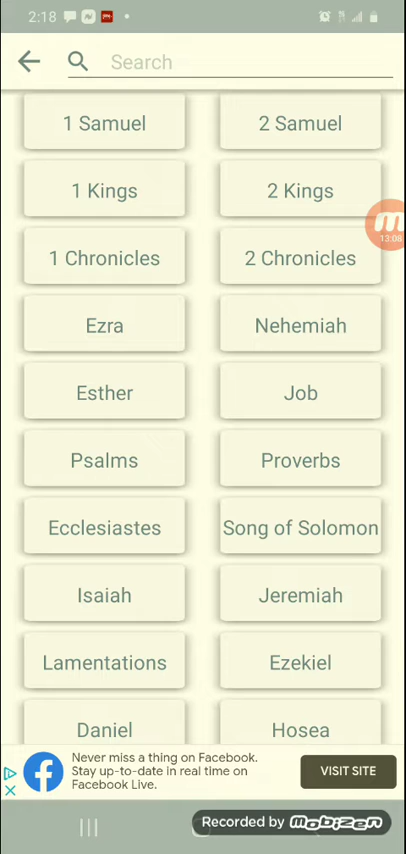 2:18
Search
1 Samuel
2 Samuel
1 Kings
2 Kings
13:08
1 Chronicles
2 Chronicles
Ezra
Nehemiah
Esther
Job
Psalms
Proverbs
Ecclesiastes
Song of Solomon
Isaiah
Jeremiah
Lamentations
Ezekiel
Daniel
Hosea
Never miss a thing on Facebook.
Stay up-to-date in real time on
Facebook Live.
VISIT SITE
Recorded by mobizen